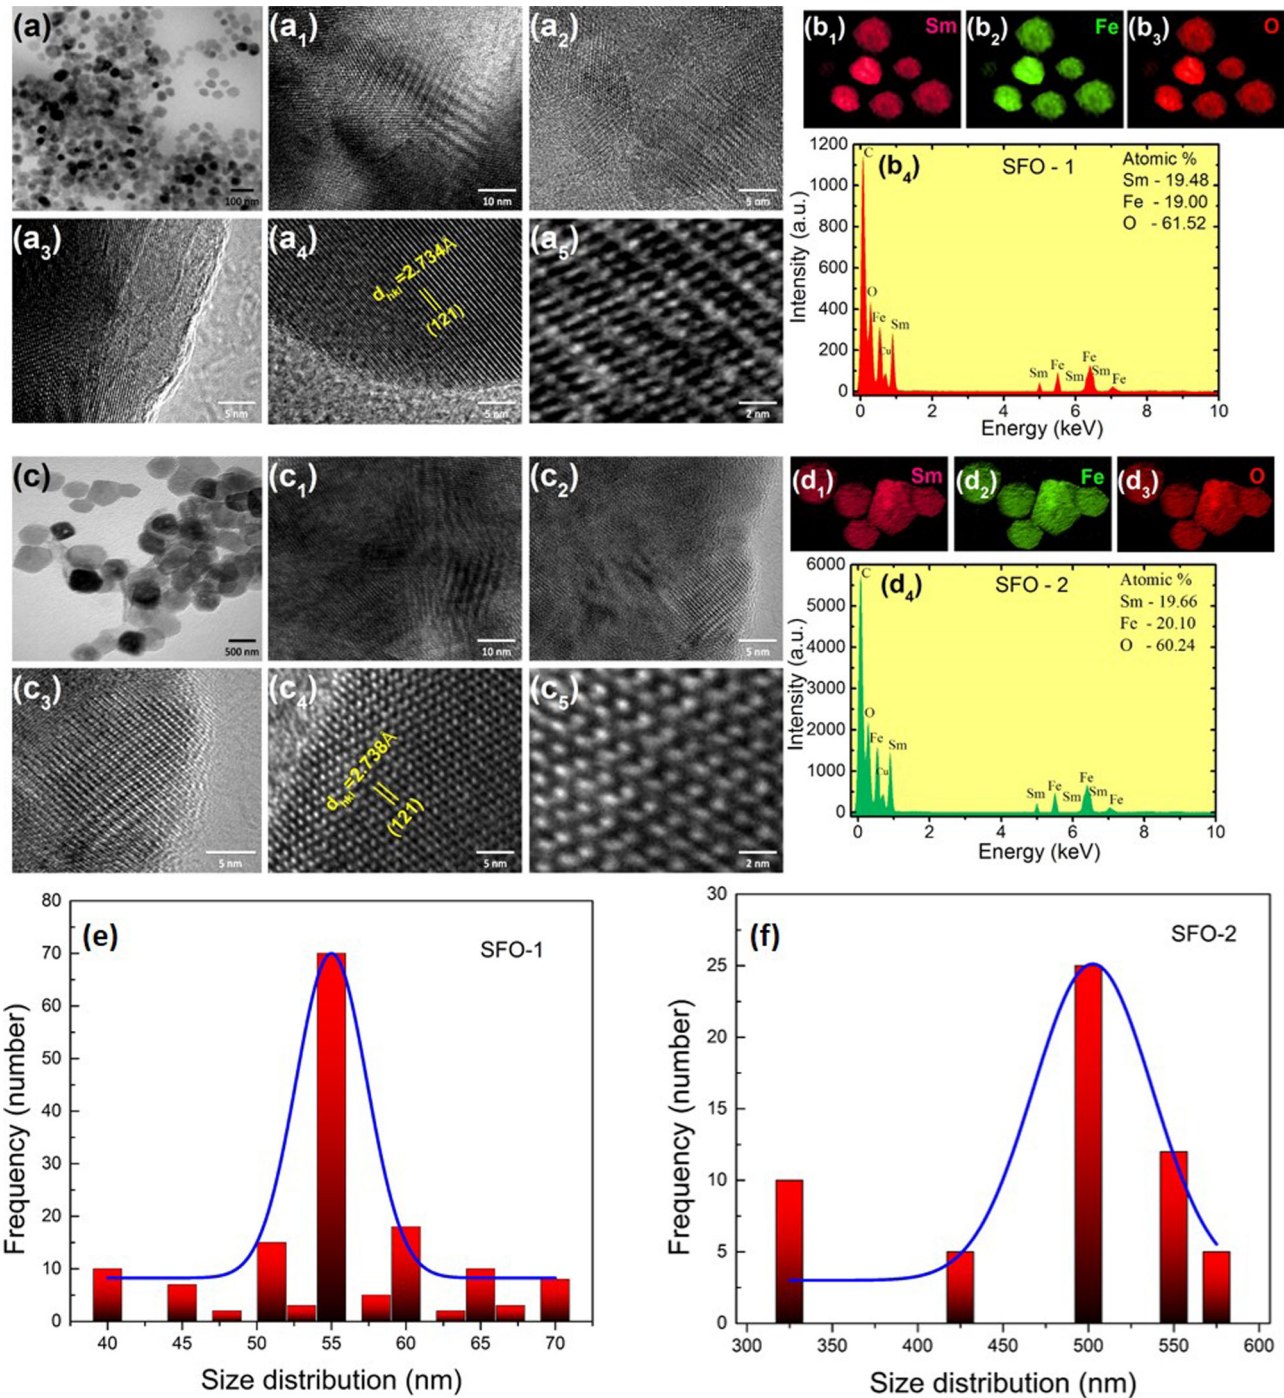 (a)
100 nm
(a1)
10 nm
(a2)
5 nm
(b1) Sm
(b2) Fe
(b3) O
(a3)
5 nm
(a4)
dhkl=2.734Å
(121)
5 nm
(a5)
2 nm
(b4)
SFO - 1
Atomic %
Sm - 19.48
Fe - 19.00
O - 61.52
C
O
Fe
Cu
Sm
Sm
Fe
Sm
Fe
Sm
Fe
1200
1000
800
600
400
200
0
Intensity (a.u.)
0 2 4 6 8 10
Energy (keV)
(c)
500 nm
(c1)
10 nm
(c2)
5 nm
(d1) Sm
(d2) Fe
(d3) O
(c3)
5 nm
(c4)
dhkl=2.738Å
(121)
5 nm
(c5)
2 nm
(d4)
SFO - 2
Atomic %
Sm - 19.66
Fe - 20.10
O - 60.24
C
O
Fe
Cu
Sm
Sm
Fe
Sm
Fe
Sm
Fe
6000
5000
4000
3000
2000
1000
0
Intensity (a.u.)
0 2 4 6 8 10
Energy (keV)
(e)
SFO-1
80
70
60
50
40
30
20
10
0
Frequency (number)
40 45 50 55 60 65 70
Size distribution (nm)
(f)
SFO-2
30
25
20
15
10
5
0
Frequency (number)
300 350 400 450 500 550 600
Size distribution (nm)